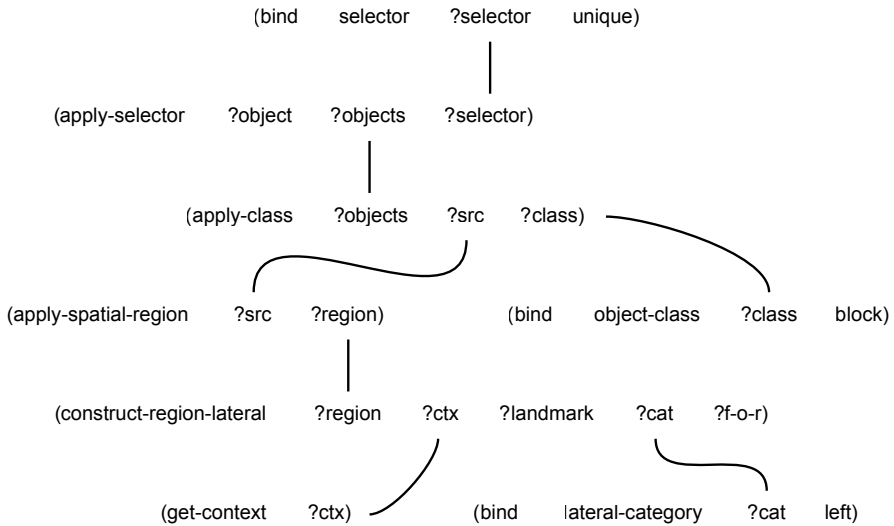 (bind selector ?selector unique)
(apply-selector ?object ?objects ?selector)
(apply-class ?objects ?src ?class)
(apply-spatial-region ?src ?region) (bind object-class ?class block)
(construct-region-lateral ?region ?ctx ?landmark ?cat ?f-o-r)
(get-context ?ctx) (bind lateral-category ?cat left)